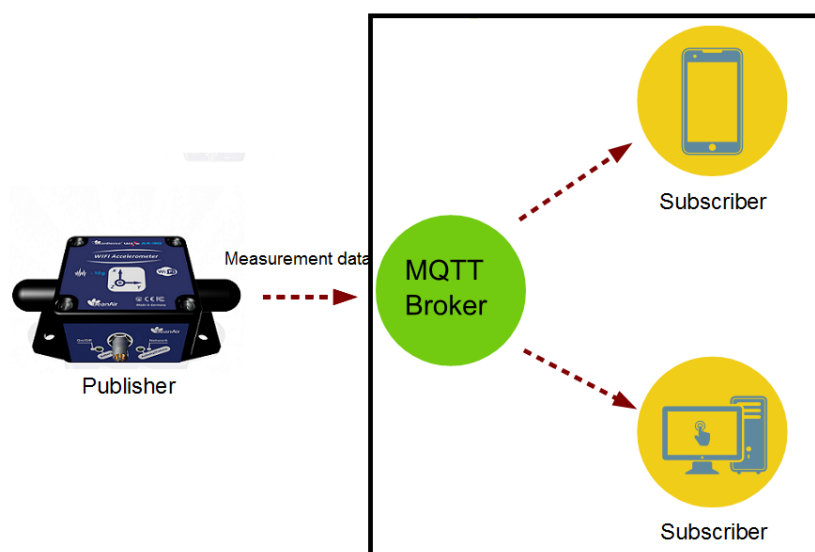 Subscriber
Measurement data
WiFi Accelerometer
MQTT
Broker
Publisher
Subscriber